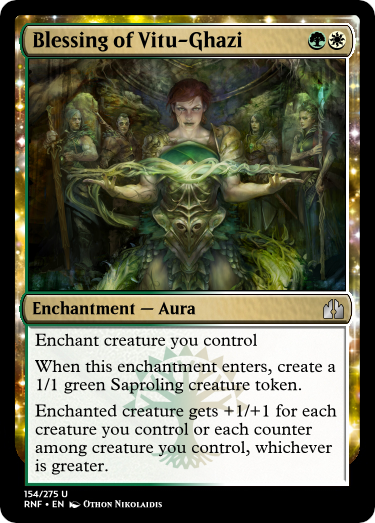 Blessing of Vitu-Ghazi
Enchantment — Aura
Enchant creature you control
When this enchantment enters, create a
1/1 green Saproling creature token.
Enchanted creature gets +1/+1 for each
creature you control or each counter
among creature you control, whichever
is greater.
154/275 U
RNF • EN Othon Nikolaidis